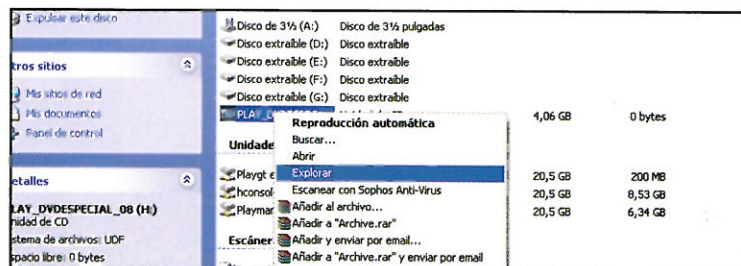 Expulsar este disco
tros sitios
Mis sitios de red
Mis documentos
Panel de control
etalles
LAY_DVDESPECIAL_08 (H:)
nidad de CD
stema de archivos: UDF
spacio libre: 0 bytes
Disco de 3½ (A:) Disco de 3½ pulgadas
Disco extraíble (D:) Disco extraíble
Disco extraíble (E:) Disco extraíble
Disco extraíble (F:) Disco extraíble
Disco extraíble (G:) Disco extraíble
4,06 GB 0 bytes
Unidade
Playgt e 20,5 GB 200 MB
hconsol 20,5 GB 8,53 GB
Playmar 20,5 GB 6,34 GB
Escáner
Reproducción automática
Buscar...
Abrir
Explorar
Escanear con Sophos Anti-Virus
Añadir al archivo...
Añadir a "Archive.rar"
Añadir y enviar por email...
Añadir a "Archive.rar" y enviar por email